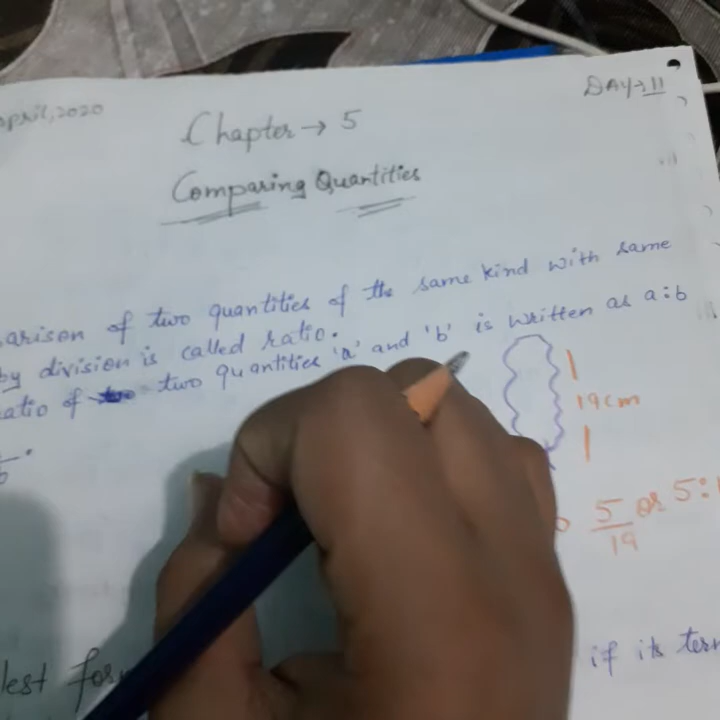 april,2020
DAY→11
Chapter → 5
Comparing Quantities
arison of two quantities of the same kind with same
by division is called ratio.
atio of two quantities 'a' and 'b' is written as a:b
b
19cm
5/19 or 5:1
lest for
if its term